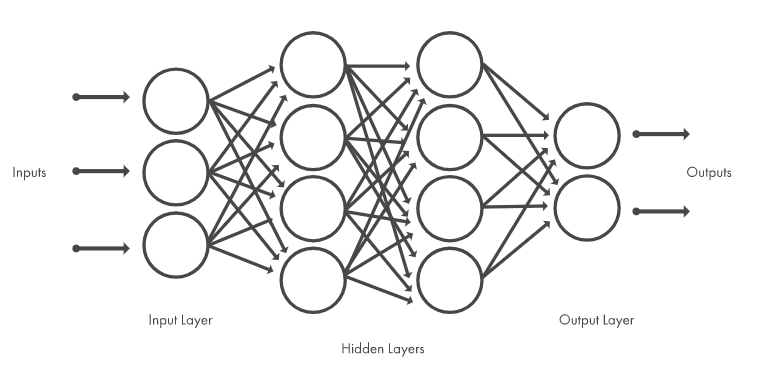 Inputs
Outputs
Input Layer
Output Layer
Hidden Layers